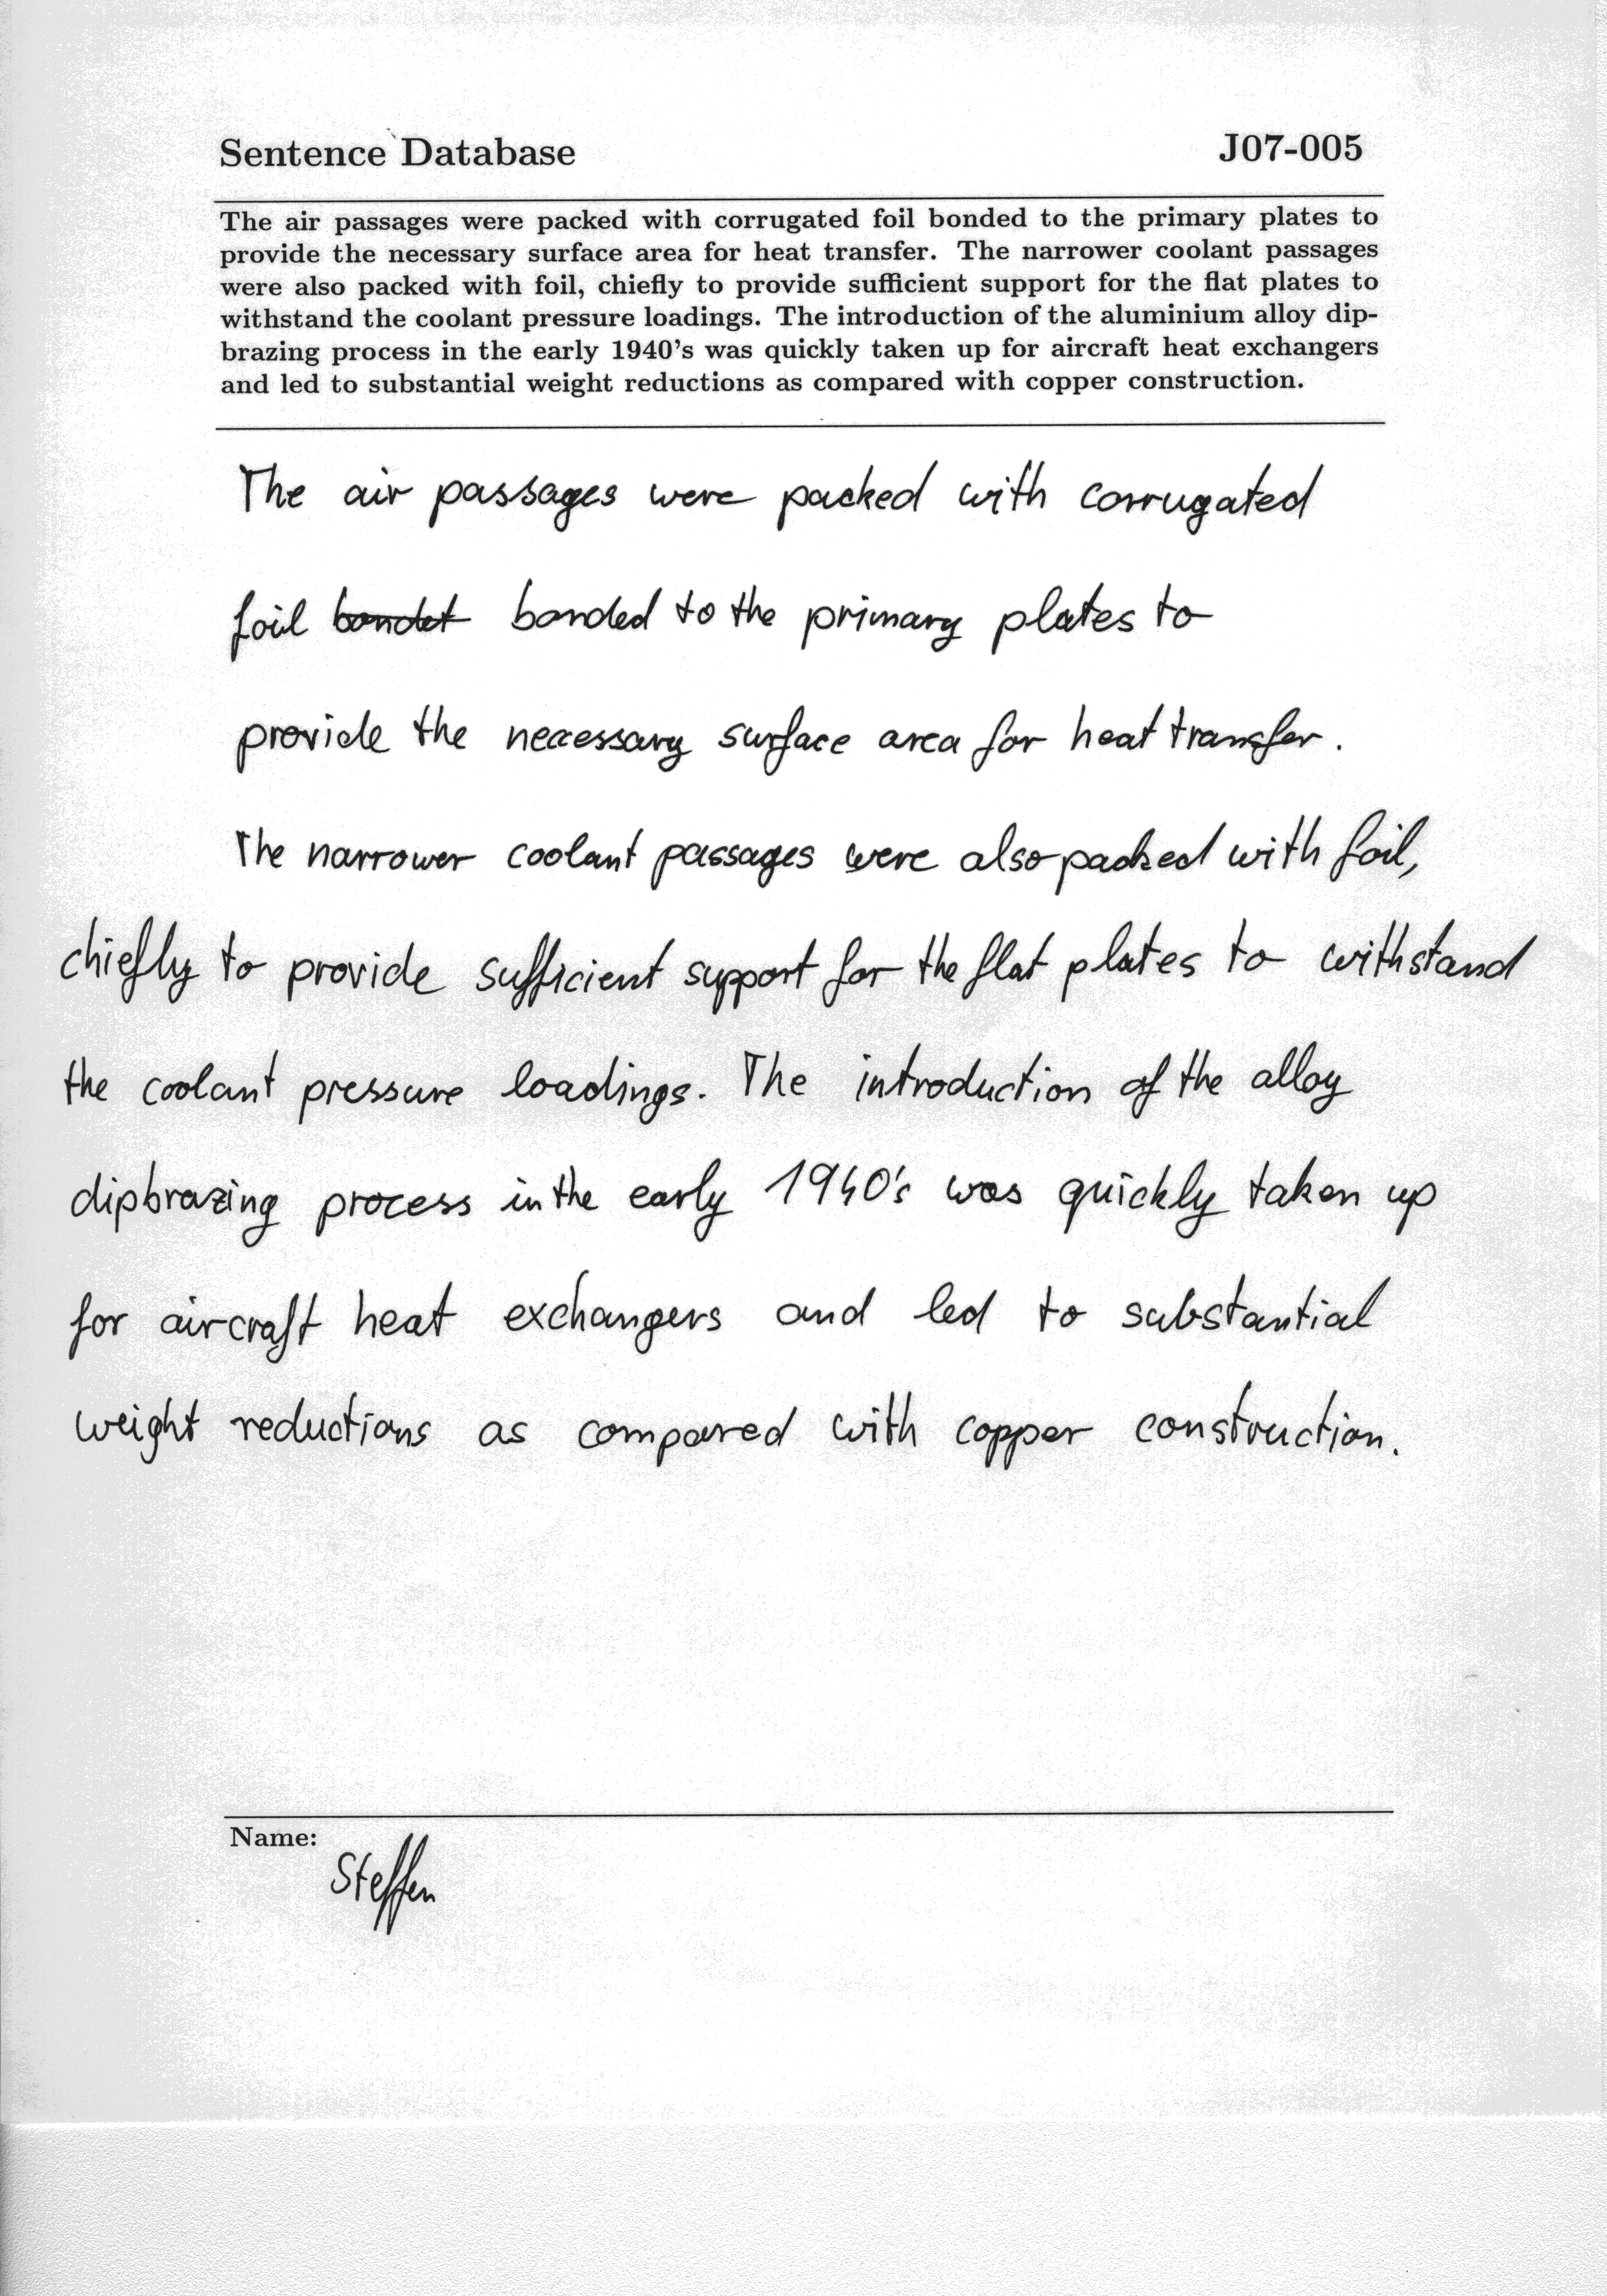 Sentence Database J07-005
The air passages were packed with corrugated foil bonded to the primary plates to
provide the necessary surface area for heat transfer. The narrower coolant passages
were also packed with foil, chiefly to provide sufficient support for the flat plates to
withstand the coolant pressure loadings. The introduction of the aluminium alloy dip-
brazing process in the early 1940's was quickly taken up for aircraft heat exchangers
and led to substantial weight reductions as compared with copper construction.
The air passages were packed with corrugated
foil bondet bonded to the primary plates to
provide the necessary surface area for heat transfer.
The narrower coolant passages were also packed with foil,
chiefly to provide sufficient support for the flat plates to withstand
the coolant pressure loadings. The introduction of the alloy
dipbrazing process in the early 1940's was quickly taken up
for aircraft heat exchangers and led to substantial
weight reductions as compared with copper construction.
Name:
Steffen